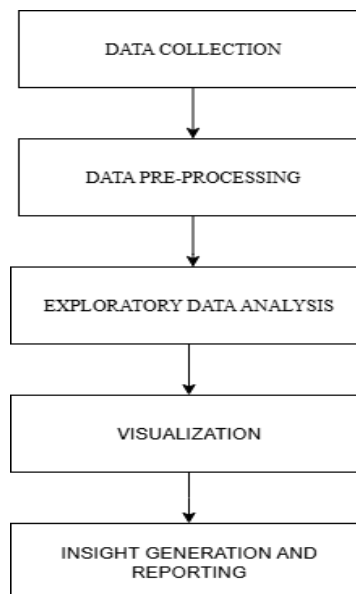 DATA COLLECTION
DATA PRE-PROCESSING
EXPLORATORY DATA ANALYSIS
VISUALIZATION
INSIGHT GENERATION AND
REPORTING